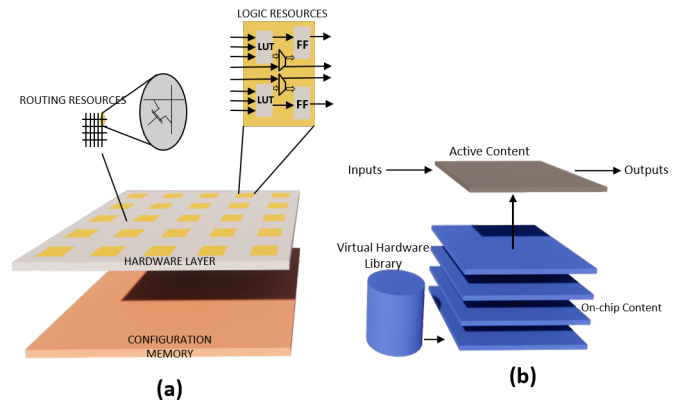 LOGIC RESOURCES
LUT
FF
LUT
FF
ROUTING RESOURCES
HARDWARE LAYER
CONFIGURATION
MEMORY
(a)
Active Content
Inputs
Outputs
Virtual Hardware
Library
On-chip Content
(b)